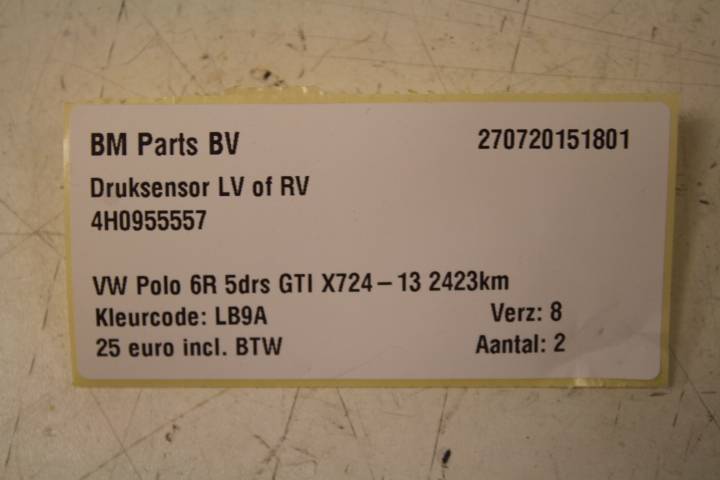 BM Parts BV 270720151801
Druksensor LV of RV
4H0955557
VW Polo 6R 5drs GTI X724-13 2423km
Kleurcode: LB9A Verz: 8
25 euro incl. BTW Aantal: 2